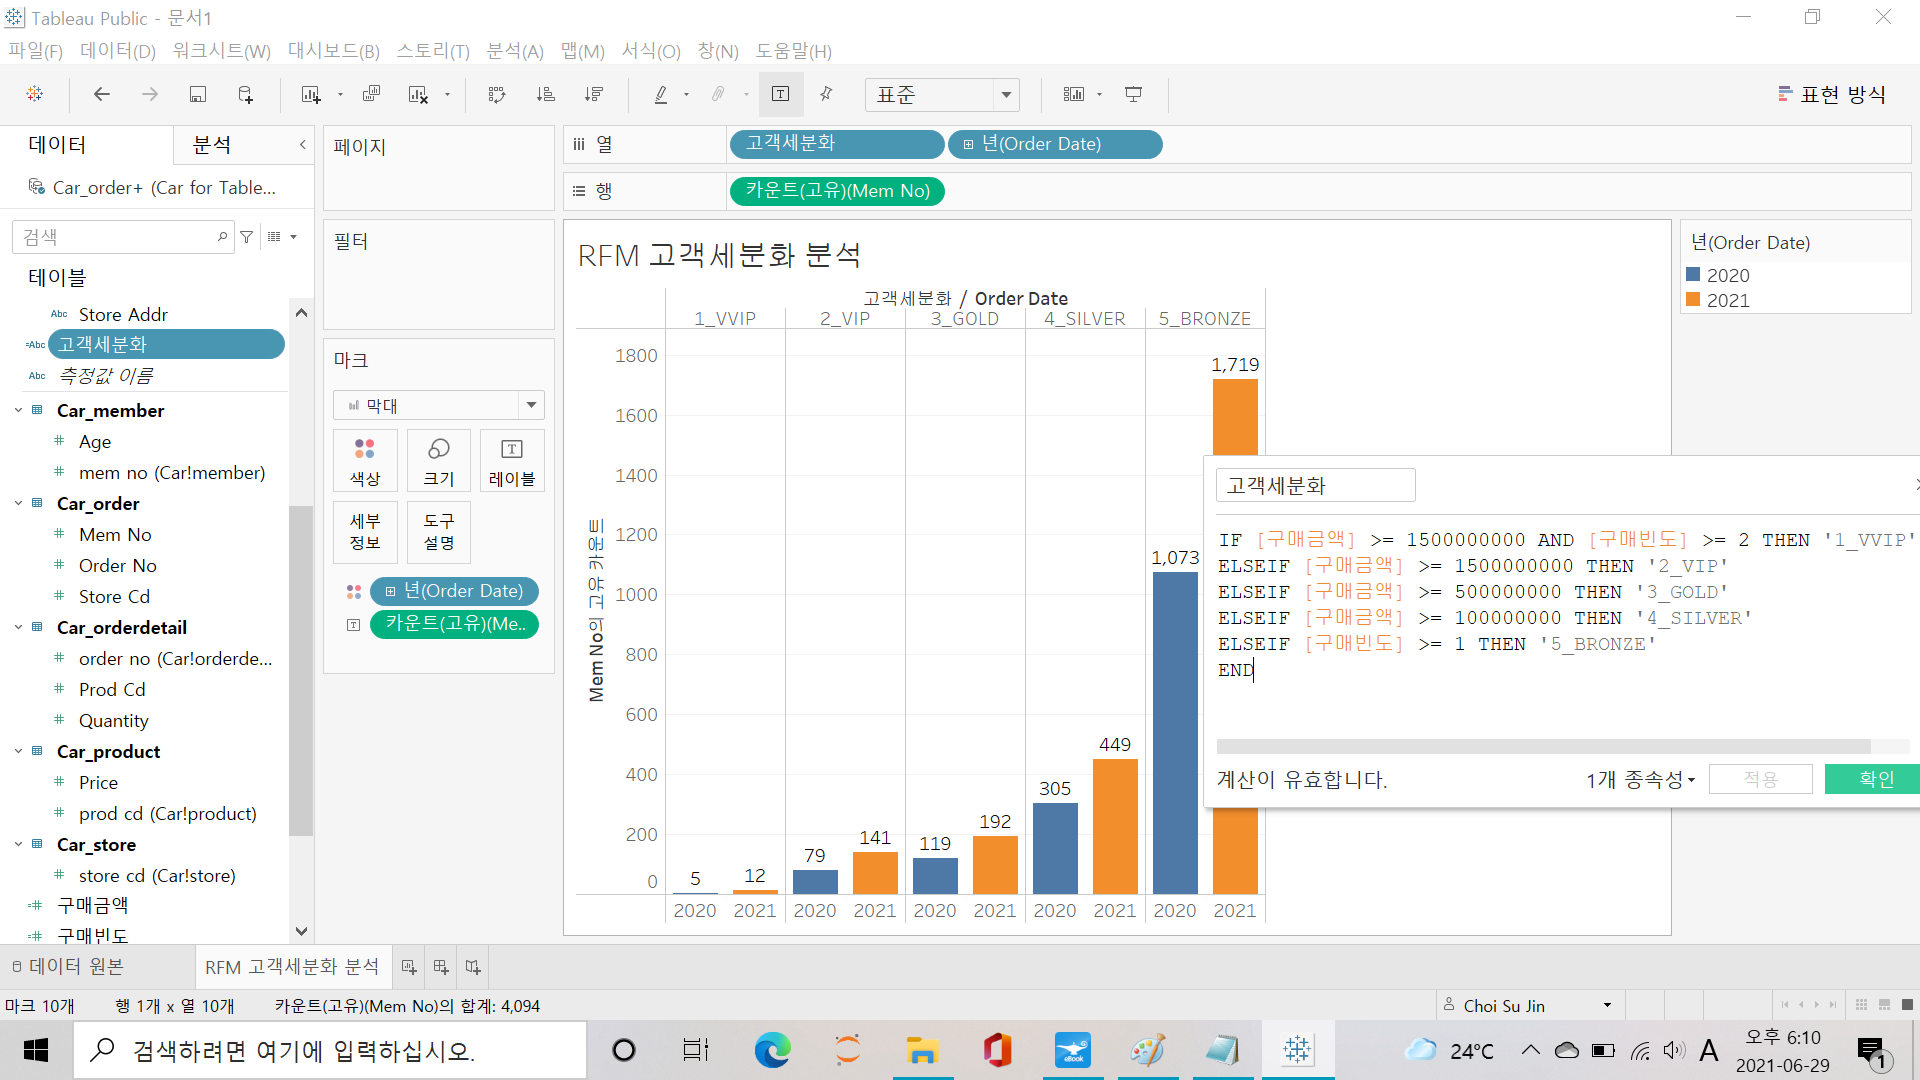 Tableau Public - 문서1
파일(F) 데이터(D) 워크시트(W) 대시보드(B) 스토리(T) 분석(A) 맵(M) 서식(O) 창(N) 도움말(H)
표준
표현 방식
데이터 분석
Car_order+ (Car for Table...
검색
테이블
Abc Store Addr
=Abc 고객세분화
Abc 측정값 이름
Car_member
# Age
# mem no (Car!member)
Car_order
# Mem No
# Order No
# Store Cd
Car_orderdetail
# order no (Car!orderde...
# Prod Cd
# Quantity
Car_product
# Price
# prod cd (Car!product)
Car_store
# store cd (Car!store)
=# 구매금액
=# 구매빈도
페이지
필터
마크
막대
색상 크기 레이블
세부 정보
도구 설명
년(Order Date)
카운트(고유)(Me..
iii 열 고객세분화 년(Order Date)
행 카운트(고유)(Mem No)
RFM 고객세분화 분석
고객세분화 / Order Date
1_VVIP 2_VIP 3_GOLD 4_SILVER 5_BRONZE
Mem No의 고유 카운트
1800
1600
1400
1200
1000
800
600
400
200
0
5 12 79 141 119 192 305 449 1,073 1,719
2020 2021 2020 2021 2020 2021 2020 2021 2020 2021
년(Order Date)
2020
2021
고객세분화
IF [구매금액] >= 1500000000 AND [구매빈도] >= 2 THEN '1_VVIP'
ELSEIF [구매금액] >= 1500000000 THEN '2_VIP'
ELSEIF [구매금액] >= 500000000 THEN '3_GOLD'
ELSEIF [구매금액] >= 100000000 THEN '4_SILVER'
ELSEIF [구매빈도] >= 1 THEN '5_BRONZE'
END
계산이 유효합니다. 1개 종속성 적용 확인
데이터 원본 RFM 고객세분화 분석
마크 10개 행 1개 x 열 10개 카운트(고유)(Mem No)의 합계: 4,094 Choi Su Jin
검색하려면 여기에 입력하십시오.
eBook
24°C
A
오후 6:10
2021-06-29
1